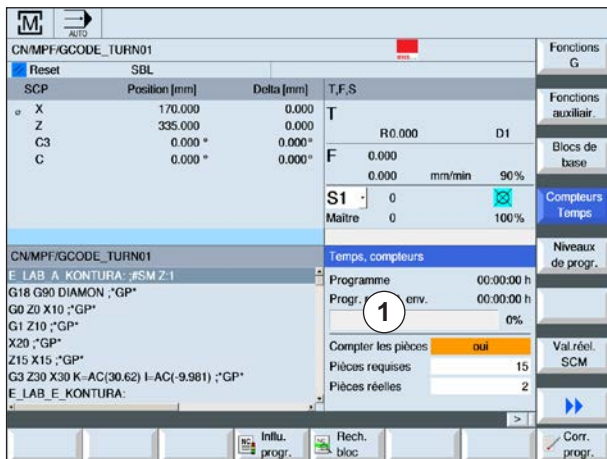 M
AUTO
CN/MPF/GCODE_TURN01
Reset SBL
SCP Position [mm] Delta [mm]
X 170.000 0.000
Z 335.000 0.000
C3 0.000 ° 0.000°
C 0.000 ° 0.000°
T,F,S
T
R0.000 D1
F 0.000
0.000 mm/min 90%
S1 0
Maître 0 100%
CN/MPF/GCODE_TURN01
E_LAB_A_KONTURA: ;#SM Z:1
G18 G90 DIAMON ;*GP*
G0 Z0 X10 ;*GP*
G1 Z10 ;*GP*
X20 ;*GP*
Z15 X15 ;*GP*
G3 Z30 X30 K=AC(30.62) I=AC(-9.981) ;*GP*
E_LAB_E_KONTURA:
Temps, compteurs
Programme 00:00:00 h
Progr. env. 00:00:00 h
1
0%
Compter les pièces oui
Pièces requises 15
Pièces réelles 2
>
Fonctions
G
Fonctions
auxiliair.
Blocs de
base
Compteurs
Temps
Niveaux
de progr.
Val.réel.
SCM
NC Influ.
progr.
NC Rech.
bloc
Corr.
progr.